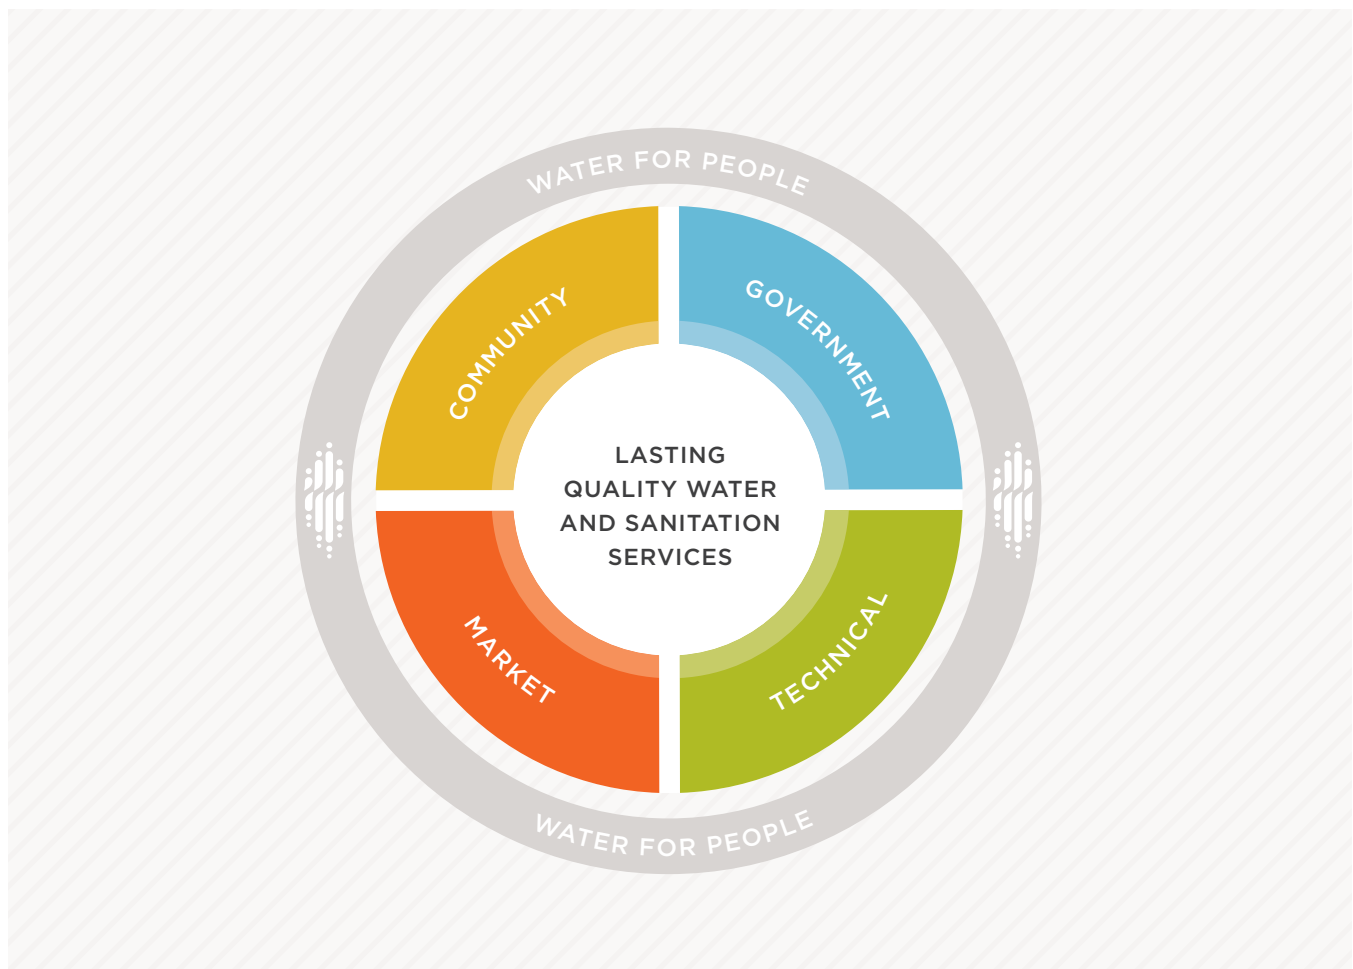 WATER FOR PEOPLE
COMMUNITY
GOVERNMENT
LASTING
QUALITY WATER
AND SANITATION
SERVICES
MARKET
TECHNICAL
WATER FOR PEOPLE